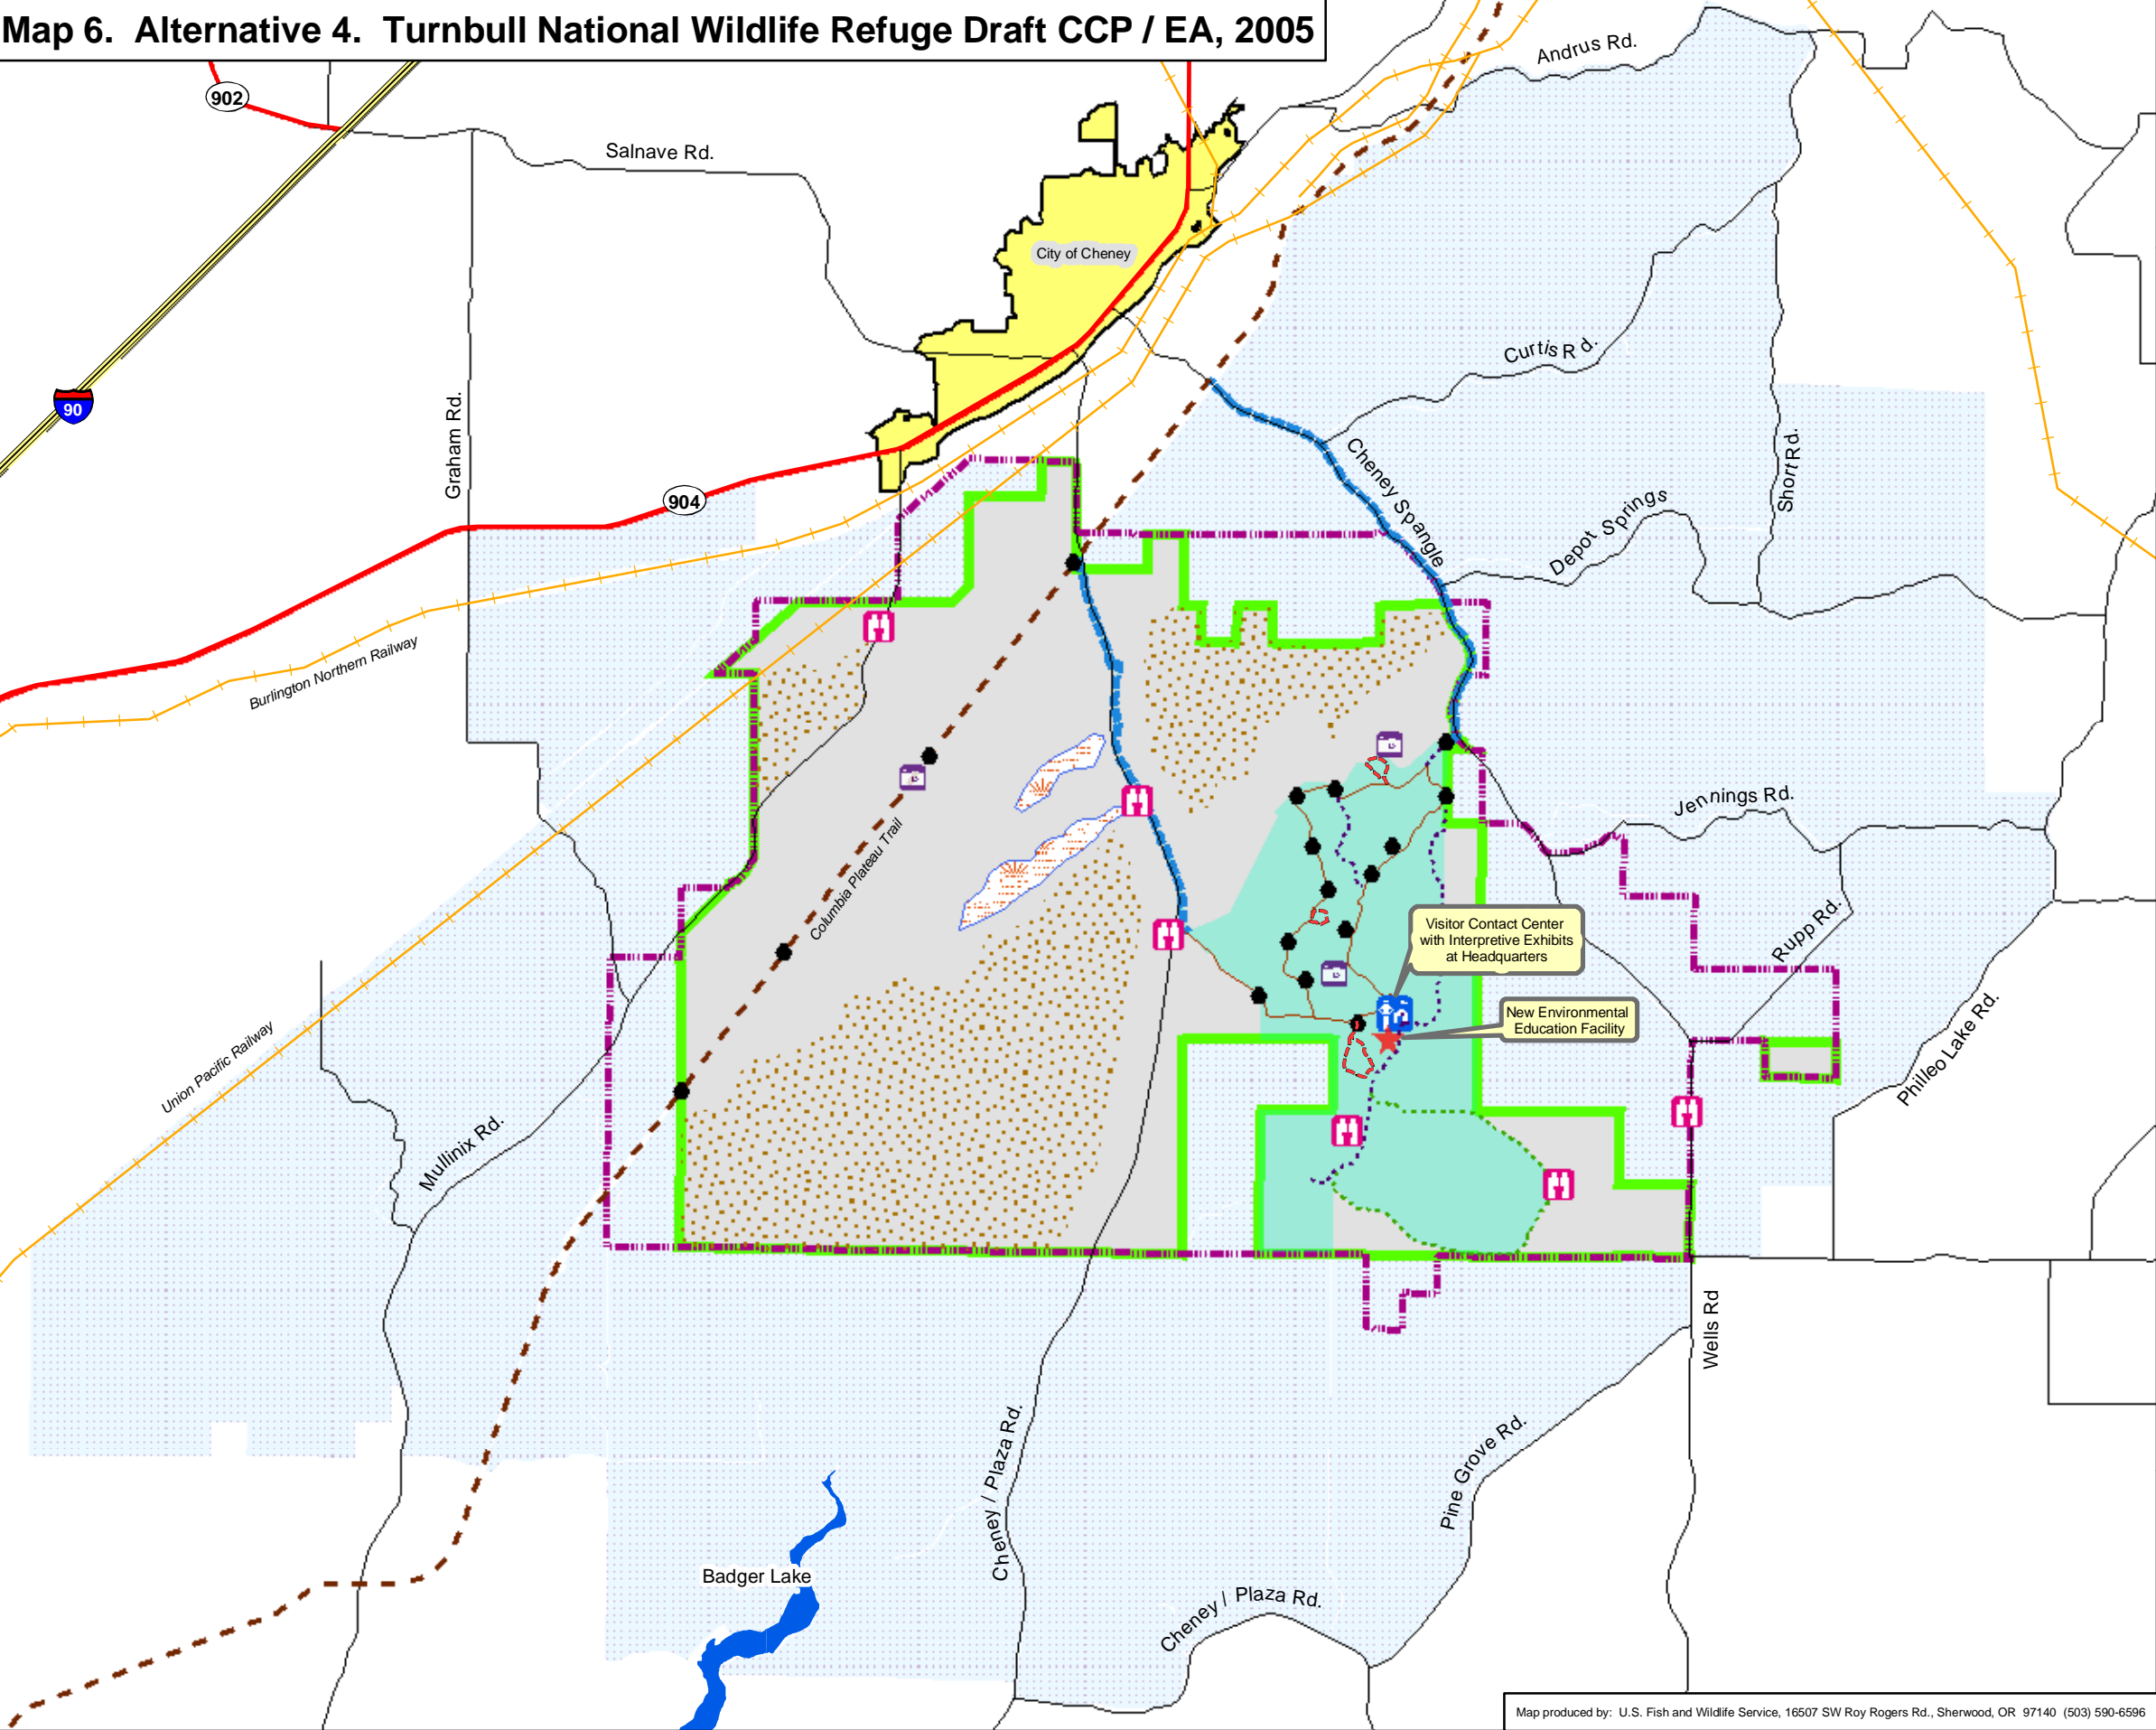 Map 6. Alternative 4. Turnbull National Wildlife Refuge Draft CCP / EA, 2005
Andrus Rd.
902
Salnave Rd.
City of Cheney
Curtis Rd.
90
Graham Rd.
Cheney Spangle
Short Rd.
904
Depot Springs
Burlington Northern Railway
Jennings Rd.
Columbia Plateau Trail
Visitor Contact Center
with Interpretive Exhibits
at Headquarters
Rupp Rd.
New Environmental
Education Facility
Philleo Lake Rd.
Union Pacific Railway
Mullinix Rd.
Wells Rd
Cheney / Plaza Rd.
Pine Grove Rd.
Badger Lake
Cheney / Plaza Rd.
Map produced by: U.S. Fish and Wildlife Service, 16507 SW Roy Rogers Rd., Sherwood, OR 97140 (503) 590-6596